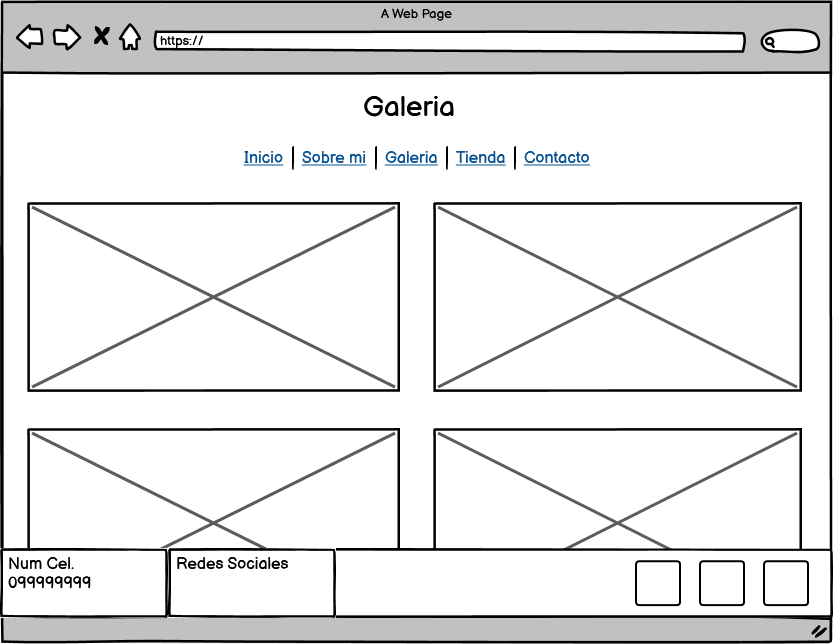 A Web Page
https://
Galeria
Inicio | Sobre mi | Galeria | Tienda | Contacto
Num Cel.
099999999
Redes Sociales